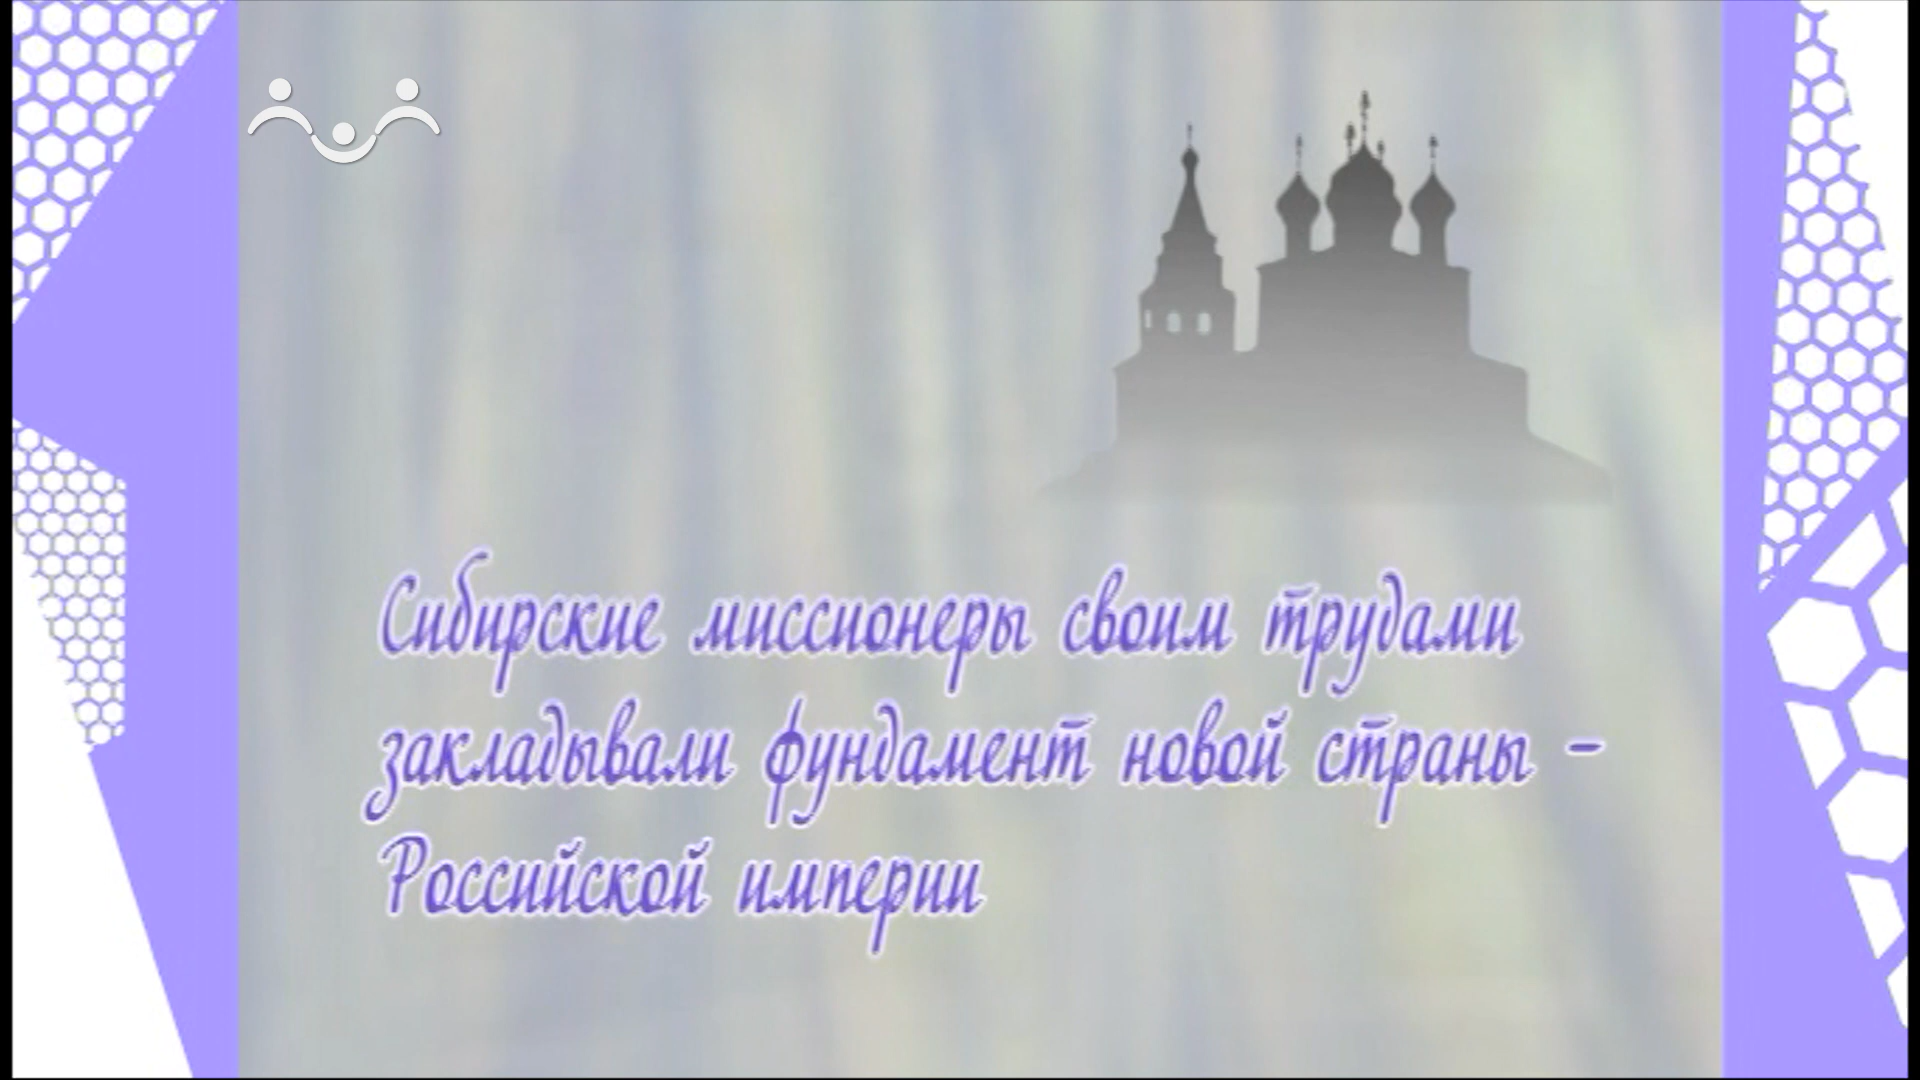 Сибирские миссионеры своим трудами
закладывали фундамент новой страны –
Российской империи